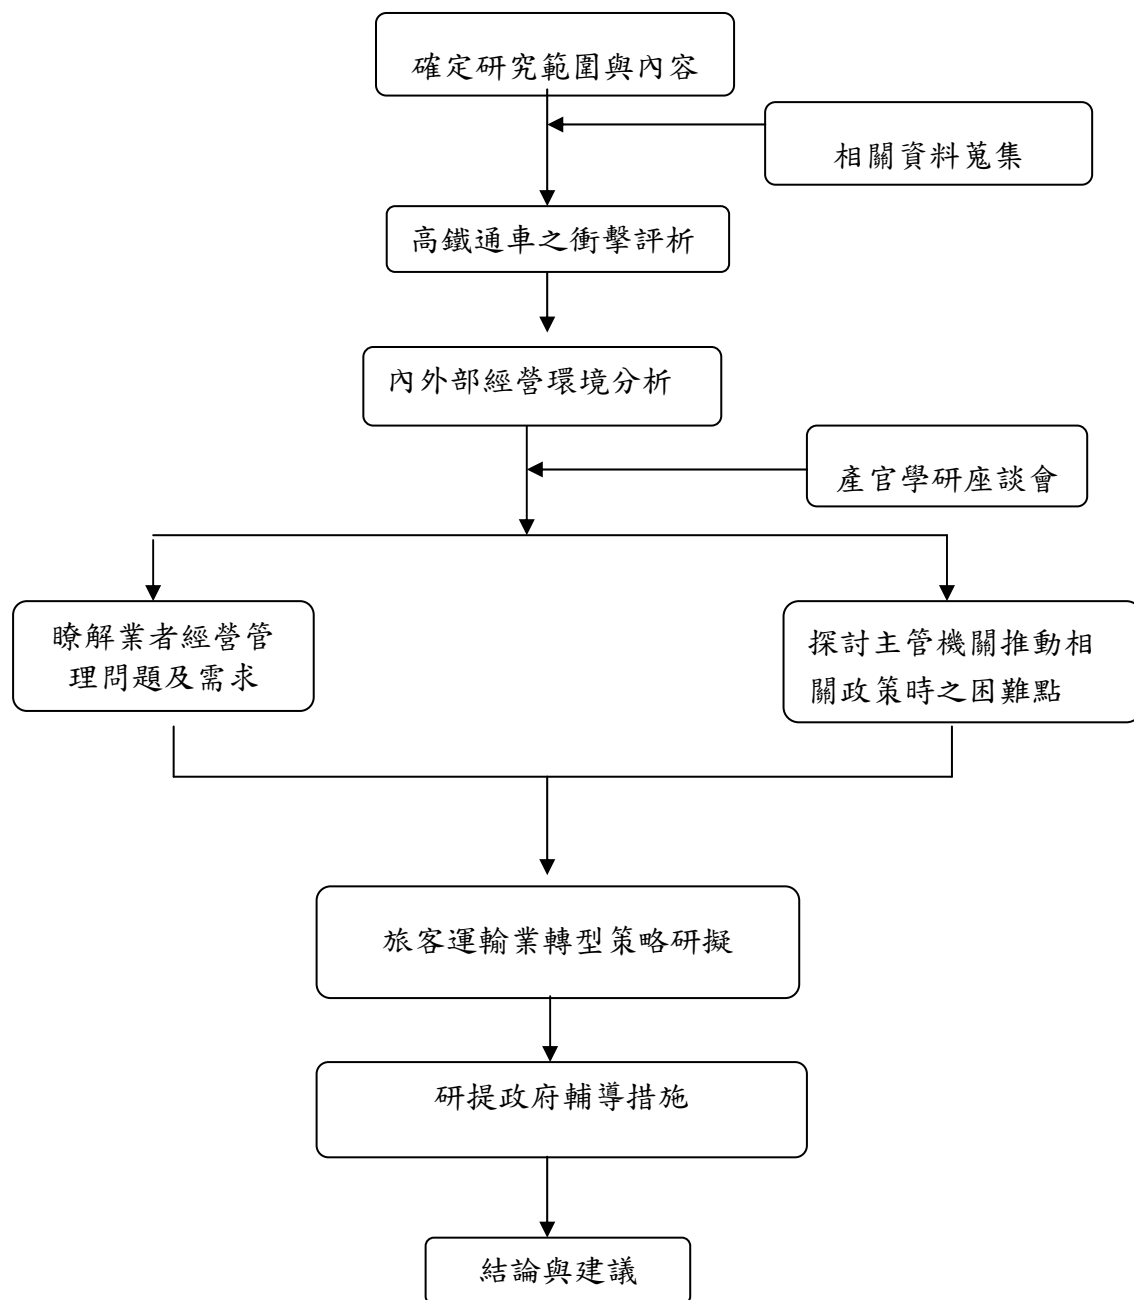 確定研究範圍與內容
相關資料蒐集
高鐵通車之衝擊評析
內外部經營環境分析
產官學研座談會
瞭解業者經營管
理問題及需求
探討主管機關推動相
關政策時之困難點
旅客運輸業轉型策略研擬
研提政府輔導措施
結論與建議